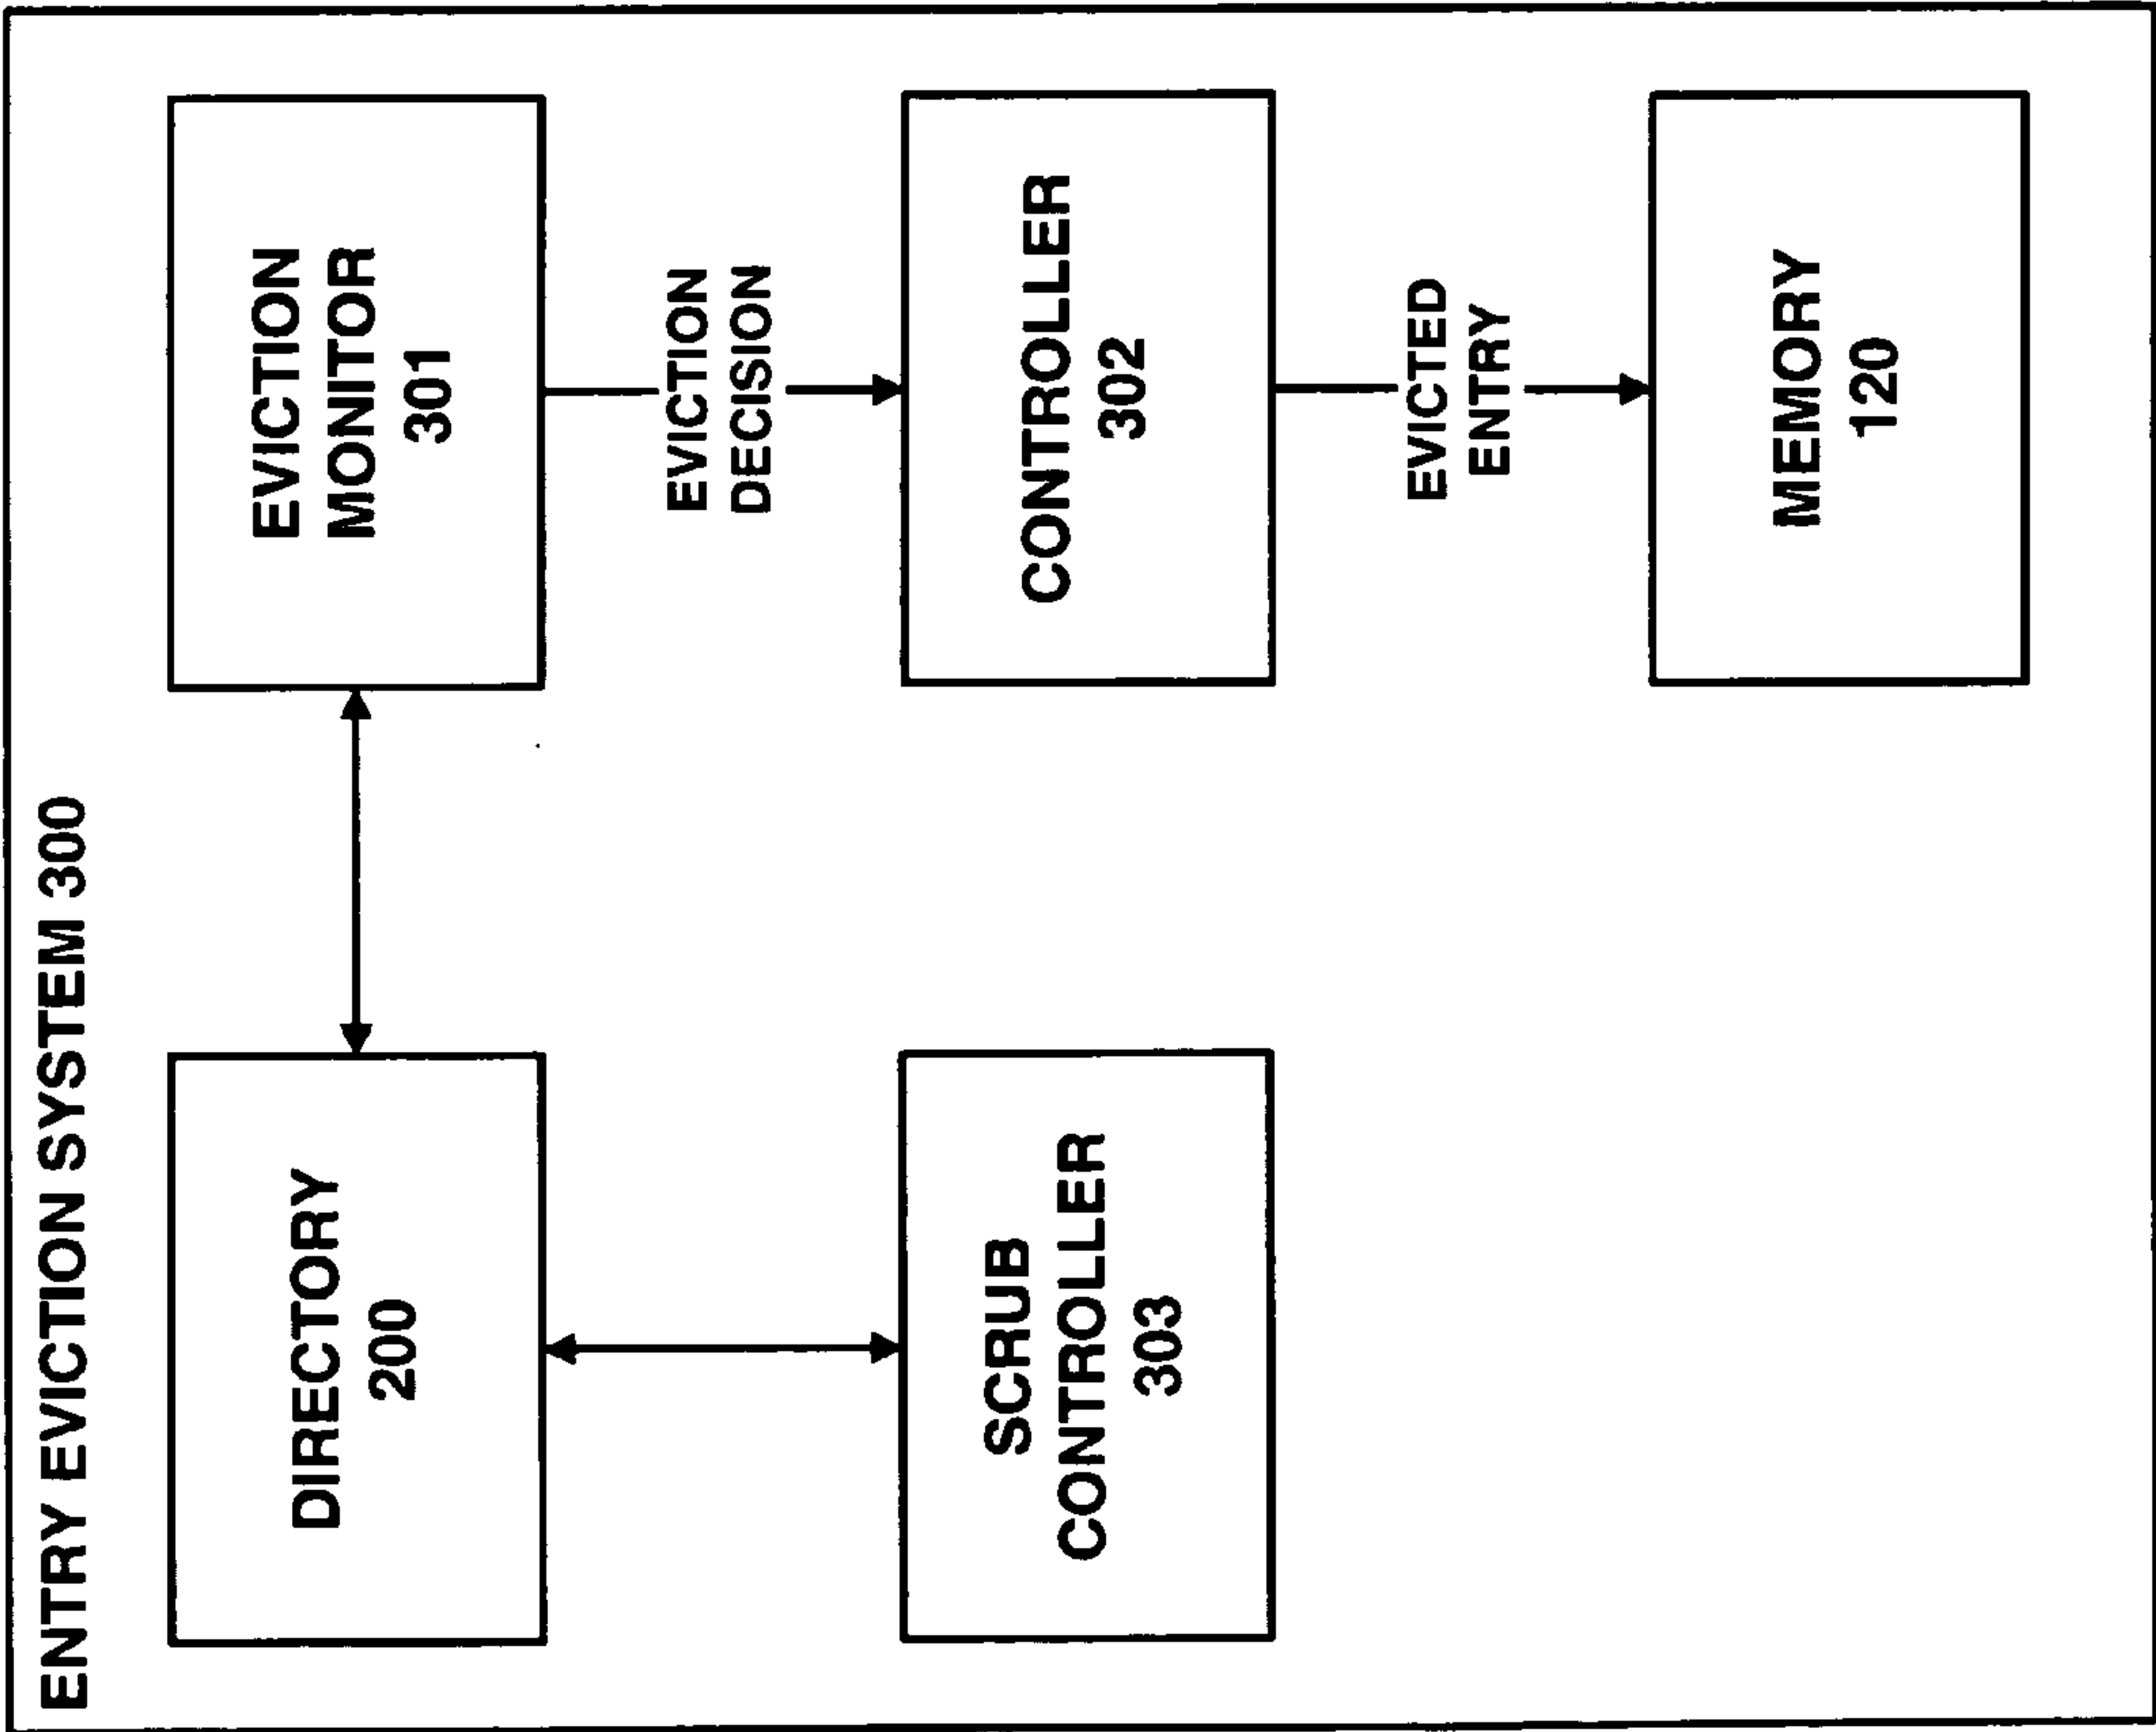 ENTRY EVICTION SYSTEM 300
DIRECTORY
200
EVICTION
MONITOR
301
EVICTION
DECISION
SCRUB
CONTROLLER
303
CONTROLLER
302
EVICTED
ENTRY
MEMORY
120